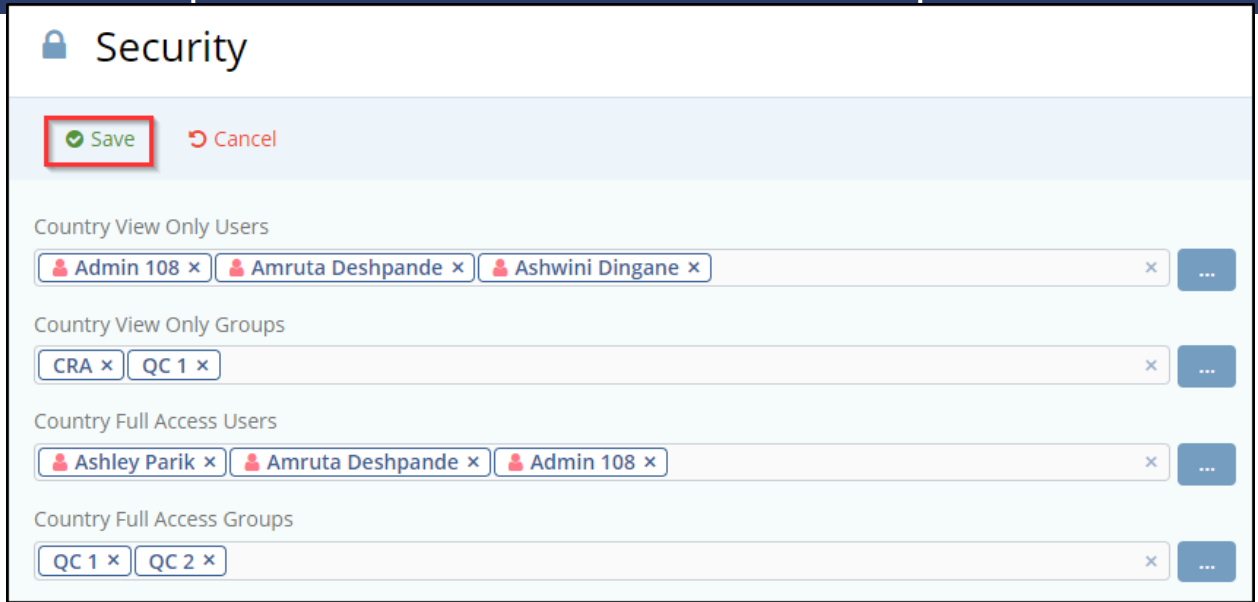 Security
Save Cancel
Country View Only Users
Admin 108 × Amruta Deshpande × Ashwini Dingane × × ...
Country View Only Groups
CRA × QC 1 × × ...
Country Full Access Users
Ashley Parik × Amruta Deshpande × Admin 108 × × ...
Country Full Access Groups
QC 1 × QC 2 × × ...